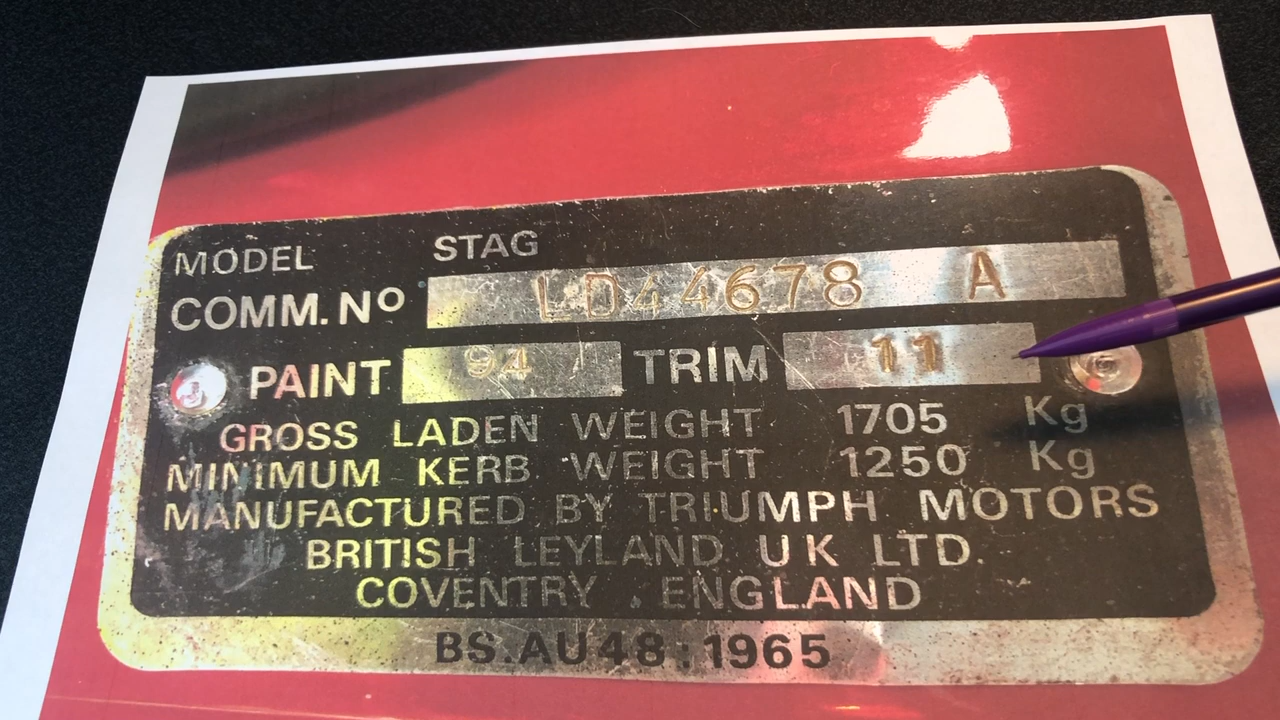 MODEL STAG
COMM. No LD44678 A
PAINT 94 TRIM 11
GROSS LADEN WEIGHT 1705 Kg
MINIMUM KERB WEIGHT 1250 Kg
MANUFACTURED BY TRIUMPH MOTORS
BRITISH LEYLAND UK LTD.
COVENTRY . ENGLAND
BS.AU48:1965